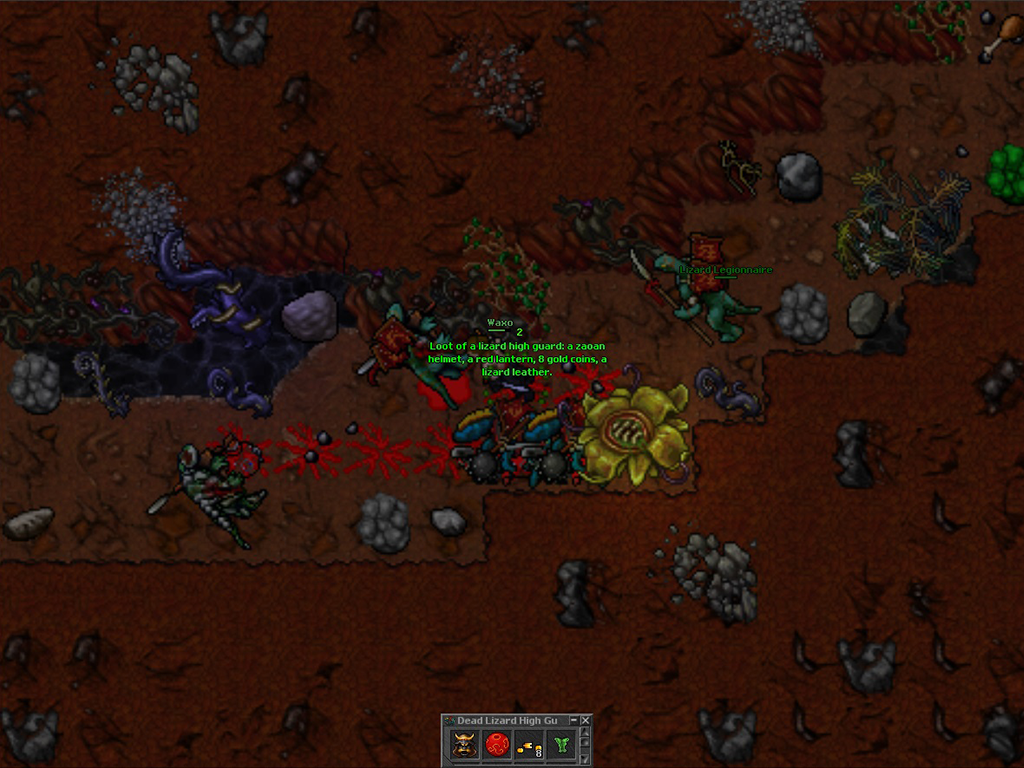 Lizard Legionnaire
Waxo
2
Loot of a lizard high guard: a zaoan
helmet, a red lantern, 8 gold coins, a
lizard leather.
Dead Lizard High Gu
8